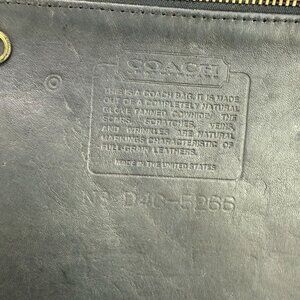 ©
COACH
THIS IS A COACH BAG. IT IS MADE
OUT OF A COMPLETELY NATURAL
GLOVE TANNED COWHIDE. THE
SCARS, SCRATCHES, VEINS,
AND WRINKLES ARE NATURAL
MARKINGS CHARACTERISTIC OF
FULL-GRAIN LEATHERS.
MADE IN THE UNITED STATES
No D4C-5266